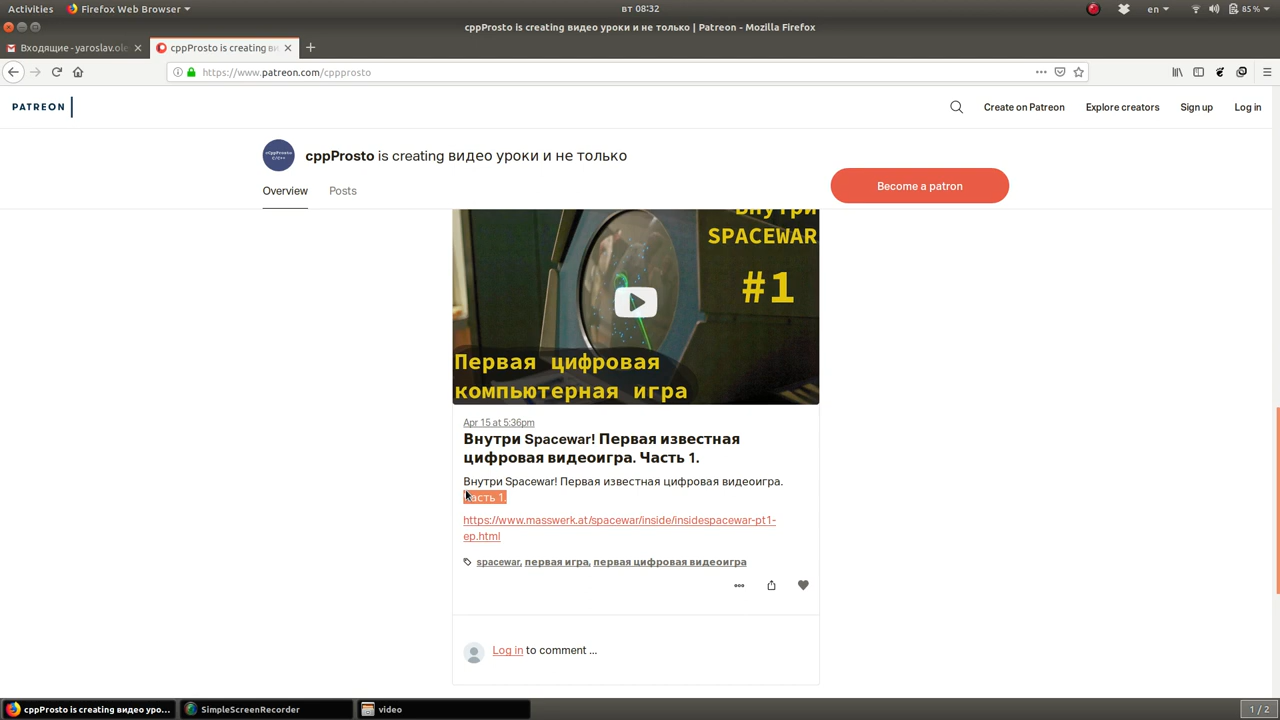 Activities
Firefox Web Browser
вт 08:32
en
85 %
cppProsto is creating видео уроки и не только | Patreon - Mozilla Firefox
Входящие - yaroslav.ole
cppProsto is creating ви
https://www.patreon.com/cppprosto
PATREON
Create on Patreon
Explore creators
Sign up
Log in
cppProsto is creating видео уроки и не только
Overview
Posts
Become a patron
Внутри
SPACEWAR
#1
Первая цифровая
компьютерная игра
Apr 15 at 5:36pm
Внутри Spacewar! Первая известная
цифровая видеоигра. Часть 1.
Внутри Spacewar! Первая известная цифровая видеоигра.
Часть 1.
https://www.masswerk.at/spacewar/inside/insidespacewar-pt1-
ep.html
spacewar, первая игра, первая цифровая видеоигра
Log in to comment ...
cppProsto is creating видео уро...
SimpleScreenRecorder
video
1 / 2